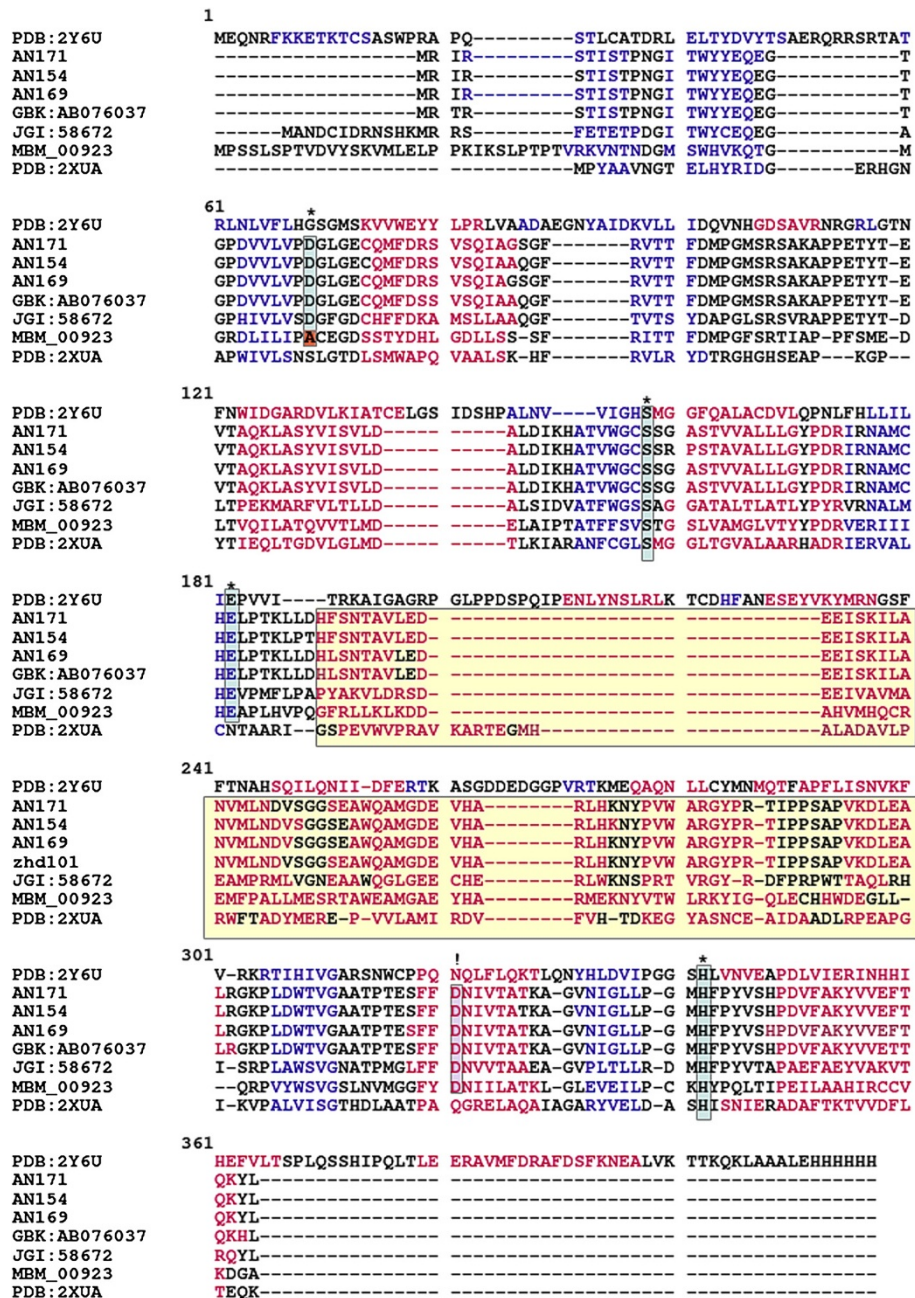 1
PDB:2Y6U MEQNRFKKETKTCSASWPRA PQ---------STLCATDRL ELTYDVYTSAERQRRSRTAT
AN171 ------------------MR IR---------STISTPNGI TWYYEQEG-----------T
AN154 ------------------MR IR---------STISTPNGI TWYYEQEG-----------T
AN169 ------------------MR IR---------STISTPNGI TWYYEQEG-----------T
GBK:AB076037 ------------------MR TR---------STISTPNGI TWYYEQEG-----------T
JGI:58672 ------MANDCIDRNSHKMR RS---------FETETPDGI TWYCEQEG-----------A
MBM_00923 MPSSLSPTVDVYSKVMLELP PKIKSLPTPTVRKVNTNDGM SWHVKQTG-----------M
PDB:2XUA -------------------- -----------MPYAAVNGT ELHYRIDG------ERHGN
61
*
PDB:2Y6U RLNLVFLHGSGMSKVVWEYY LPRLVAADAEGNYAIDKVLL IDQVNHGDSAVRNRGRLGTN
AN171 GPDVVLVPDGLGECQMFDRS VSQIAGSGF-------RVTT FDMPGMSRSAKAPPETYT-E
AN154 GPDVVLVPDGLGECQMFDRS VSQIAAQGF-------RVTT FDMPGMSRSAKAPPETYT-E
AN169 GPDVVLVPDGLGECQMFDRS VSQIAAQGF-------RVTT FDMPGMSRSAKAPPETYT-E
GBK:AB076037 GPDVVLVPDGLGECQMFDSS VSQIAAQGF-------RVTT FDMPGMSRSAKAPPETYT-E
JGI:58672 GPHIVLVSDGFGDCHFFDKA MSLLAAQGF-------TVTS YDAPGLSRSVRAPPETYT-D
MBM_00923 GRDLILIPACEGDSSTYDHL GDLLSS-SF-------RITT FDMPGFSRTIAP-PFSME-D
PDB:2XUA APWIVLSNSLGTDLSMWAPQ VAALSK-HF-------RVLR YDTRGHGHSEAP---KGP--
121
*
PDB:2Y6U FNWIDGARDVLKIATCELGS IDSHPALNV----VIGHSMG GFQALACDVLQPNLFHLLIL
AN171 VTAQKLASYVISVLD----- ----ALDIKHATVWGCSSG ASTVVALLLGYPDRIRNAMC
AN154 VTAQKLASYVISVLD----- ----ALDIKHATVWGCSSR PSTVVALLLGYPDRIRNAMC
AN169 VTAQKLASYVISVLD----- ----ALDIKHATVWGCSSG ASTVVALLLGYPDRIRNAMC
GBK:AB076037 VTAQKLASYVISVLD----- ----ALDIKHATVWGCSSG ASTVVALLLGYPDRIRNAMC
JGI:58672 LTPEKMARFVLTLLD----- ----ALSIDVATFWGSSAG GATALTLATLYPYRVRNALM
MBM_00923 LTVQILATQVVTLMD----- ----ELAIPTATFFSVSTG SLVAMGLVTYYPDRVERIII
PDB:2XUA YTIEQLTGDVLGLMD----- ----TLKIARANFCGLSMG GLTGVALAARHADRIERVAL
181
*
PDB:2Y6U IEPVVI----TRKAIGAGRP GLPPDSPQIPENLYNSLRLK TCDHFANESEYVKYMRNGSF
AN171 HELPTKLLDHFSNTAVLED- -------------------- -----------EEISKILA
AN154 HELPTKLPTHFSNTAVLED- -------------------- -----------EEISKILA
AN169 HELPTKLLDHLSNTAVLED- -------------------- -----------EEISKILA
GBK:AB076037 HELPTKLLDHLSNTAVLED- -------------------- -----------EEISKILA
JGI:58672 HEVPMFLPAPYAKVLDRSD- -------------------- -----------EEIVAVMA
MBM_00923 HEAPLHVPQGFRLLKLKDD- -------------------- -----------AHVMHQCR
PDB:2XUA CNTAARI--GSPEVWVPRAV KARTEGMH------------ -----------ALADAVLP
241
PDB:2Y6U FTNAHSQILQNII-DFERTK ASGDDEDGGPVRTKMEQAQN LLCYMNMQTFAPFLISNVKF
AN171 NVMLNDVSGGSEAWQAMGDE VHA--------RLHKNYPVW ARGYPR-TIPPSAPVKDLEA
AN154 NVMLNDVSGGSEAWQAMGDE VHA--------RLHKNYPVW ARGYPR-TIPPSAPVKDLEA
AN169 NVMLNDVSGGSEAWQAMGDE VHA--------RLHKNYPVW ARGYPR-TIPPSAPVKDLEA
zhd101 NVMLNDVSGGSEAWQAMGDE VHA--------RLHKNYPVW ARGYPR-TIPPSAPVKDLEA
JGI:58672 EAMPRMLVGNEAAWQGLGEE CHE--------RLWKNSPRT VRGY-R-DFPRPWTTAQLRH
MBM_00923 EMFPALLMESRTAWEAMGAE YHA--------RMEKNYVTW LRKYIG-QLECHHWDEGLL-
PDB:2XUA RWFTADYMERE-P-VVLAMI RDV--------FVH-TDKEG YASNCE-AIDAADLRPEAPG
301
! *
PDB:2Y6U V-RKRTIHIVGARSNWCPPQ NQLFLQKTLQNYHLDVIPGG SHLVNVEAPDLVIERINHHI
AN171 LRGKPLDWTVGAATPTESFF DNIVTATKA-GVNIGLLP-G MHFPYVSHPDVFAKYVVEFT
AN154 LRGKPLDWTVGAATPTESFF DNIVTATKA-GVNIGLLP-G MHFPYVSHPDVFAKYVVEFT
AN169 LRGKPLDWTVGAATPTESFF DNIVTATKA-GVNIGLLP-G MHFPYVSHPDVFAKYVVEFT
GBK:AB076037 LRGKPLDWTVGAATPTESFF DNIVTATKA-GVNIGLLP-G MHFPYVSHPDVFAKYVVETT
JGI:58672 I-SRPLAWSVGNATPMGLFF DNVVTAAEA-GVPLTLLR-D MHFPYVTAPAEFAEYVAKVT
MBM_00923 --QRPVYWSVGSLNVMGGFY DNIILATKL-GLEVEILP-C KHYPQLTIPEILAAHIRCCV
PDB:2XUA I-KVPALVISGTHDLAATPA QGRELAQAIAGARYVELD-A SHISNIERADAFTKTVVDFL
361
PDB:2Y6U HEFVLTSPLQSSHIPQLTLE ERAVMFDRAFDSFKNEALVK TTKQKLAAALEHHHHHH
AN171 QKYL---------------- -------------------- -----------------
AN154 QKYL---------------- -------------------- -----------------
AN169 QKYL---------------- -------------------- -----------------
GBK:AB076037 QKHL---------------- -------------------- -----------------
JGI:58672 RQYL---------------- -------------------- -----------------
MBM_00923 KDGA---------------- -------------------- -----------------
PDB:2XUA TEQK---------------- -------------------- -----------------